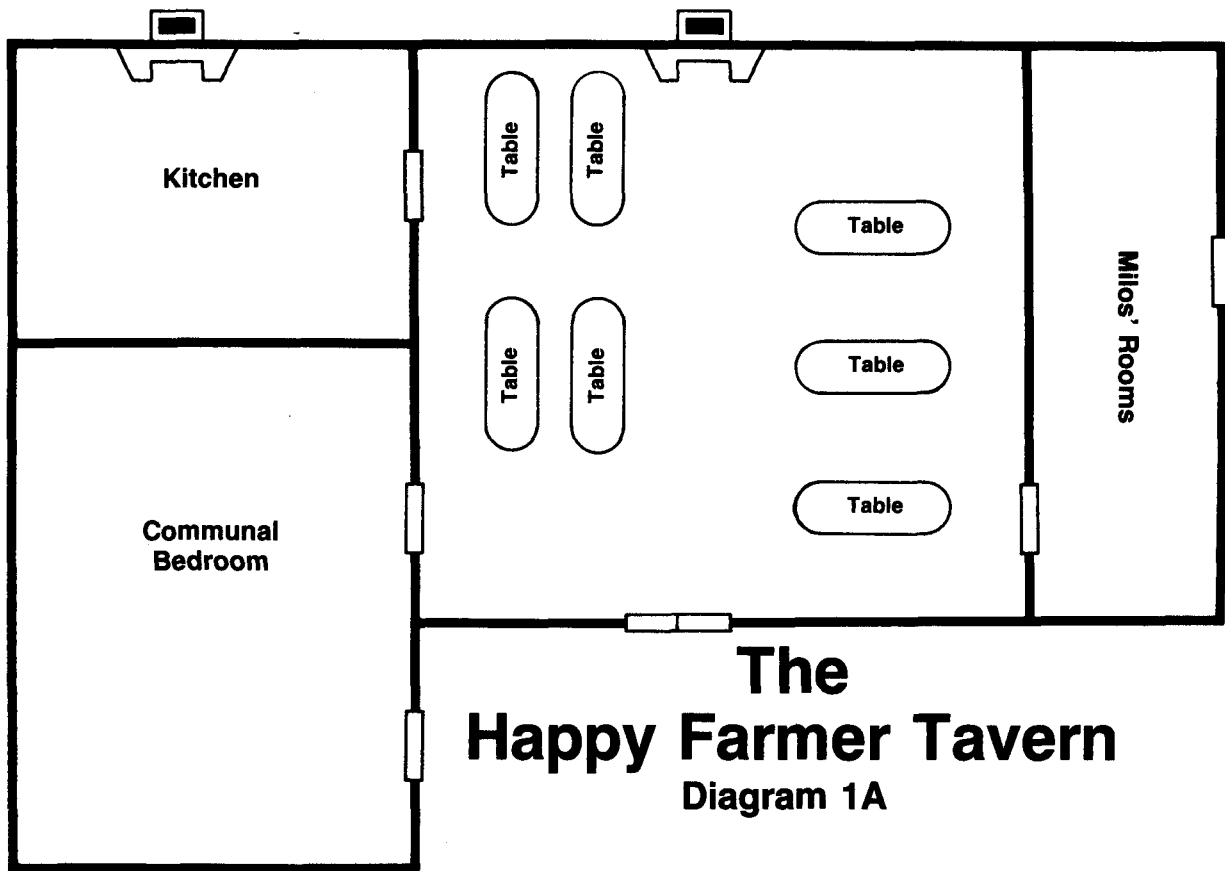 Kitchen
Table
Table
Table
Table
Table
Table
Table
Milos' Rooms
Communal
Bedroom
The
Happy Farmer Tavern
Diagram 1A